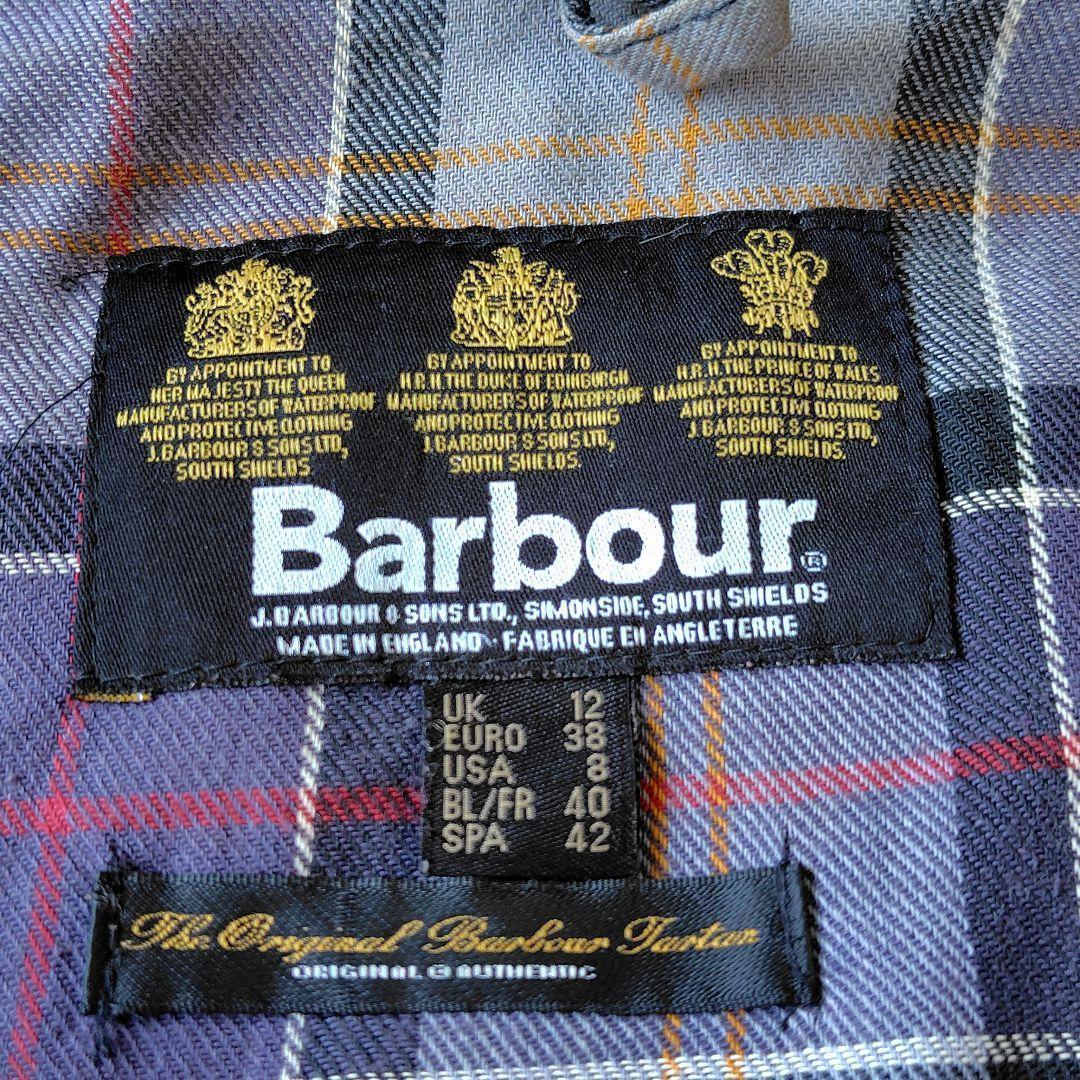 BY APPOINTMENT TO
HER MAJESTY THE QUEEN
MANUFACTURERS OF WATERPROOF
AND PROTECTIVE CLOTHING
J. BARBOUR & SONS LTD,
SOUTH SHIELDS.
BY APPOINTMENT TO
H.R.H. THE DUKE OF EDINBURGH
MANUFACTURERS OF WATERPROOF
AND PROTECTIVE CLOTHING
J. BARBOUR & SONS LTD,
SOUTH SHIELDS.
BY APPOINTMENT TO
H.R.H. THE PRINCE OF WALES
MANUFACTURERS OF WATERPROOF
AND PROTECTIVE CLOTHING
J. BARBOUR & SONS LTD,
SOUTH SHIELDS.
Barbour®
J. BARBOUR & SONS LTD., SIMONSIDE, SOUTH SHIELDS
MADE IN ENGLAND - FABRIQUE EN ANGLETERRE
UK 12
EURO 38
USA 8
BL/FR 40
SPA 42
The Original Barbour Tartan
ORIGINAL & AUTHENTIC